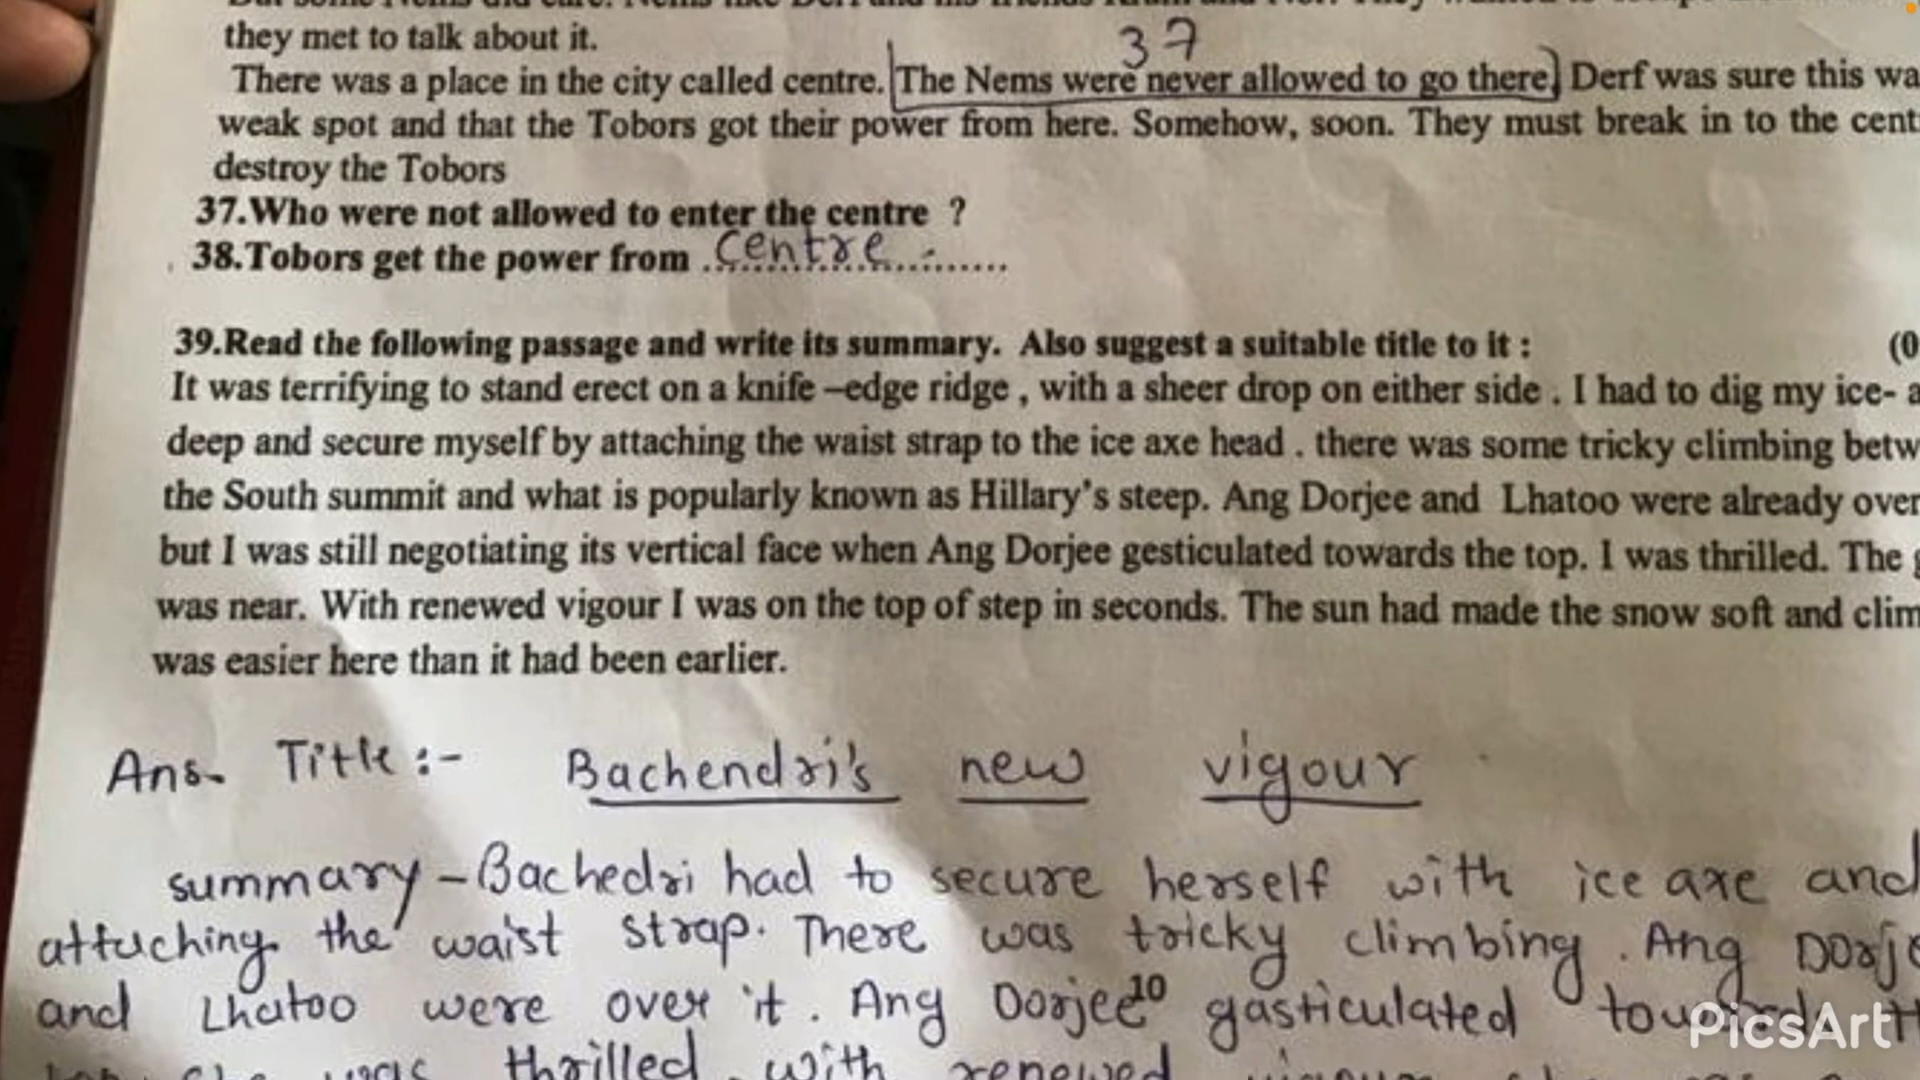 they met to talk about it.
37
There was a place in the city called centre. The Nems were never allowed to go there. Derf was sure this wa
weak spot and that the Tobors got their power from here. Somehow, soon. They must break in to the cent
destroy the Tobors
37.Who were not allowed to enter the centre ?
38.Tobors get the power from .centre..........
39.Read the following passage and write its summary. Also suggest a suitable title to it : (0
It was terrifying to stand erect on a knife –edge ridge , with a sheer drop on either side . I had to dig my ice- a
deep and secure myself by attaching the waist strap to the ice axe head . there was some tricky climbing betw
the South summit and what is popularly known as Hillary's steep. Ang Dorjee and Lhatoo were already over
but I was still negotiating its vertical face when Ang Dorjee gesticulated towards the top. I was thrilled. The g
was near. With renewed vigour I was on the top of step in seconds. The sun had made the snow soft and clim
was easier here than it had been earlier.
Ans. Title :- Bachendri's new vigour
summary – Bachedri had to secure herself with ice axe and
attaching the waist strap. There was tricky climbing . Ang Dorje
and Lhatoo were over it . Ang Dorjee gasticulated towards
10
she was thrilled with renewed
PicsArt